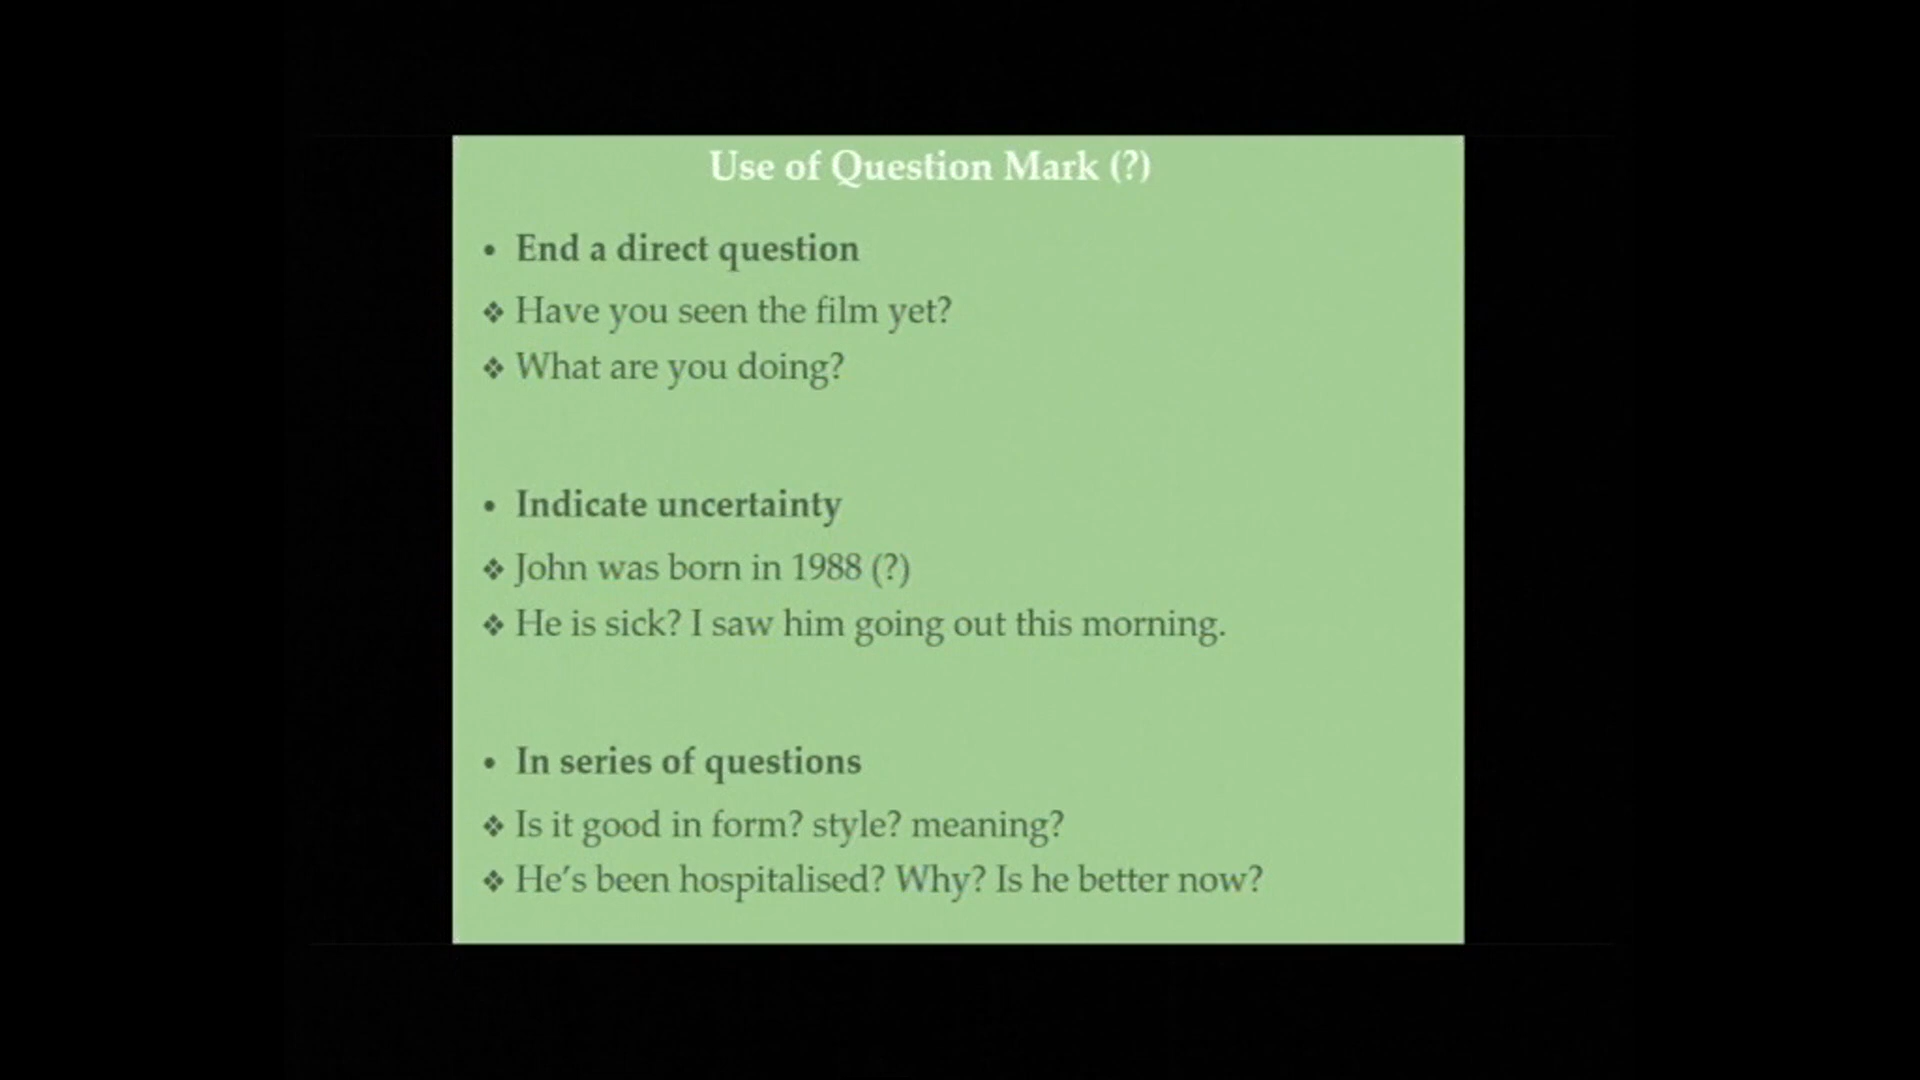 Use of Question Mark (?)
• End a direct question
❖ Have you seen the film yet?
❖ What are you doing?
• Indicate uncertainty
❖ John was born in 1988 (?)
❖ He is sick? I saw him going out this morning.
• In series of questions
❖ Is it good in form? style? meaning?
❖ He’s been hospitalised? Why? Is he better now?